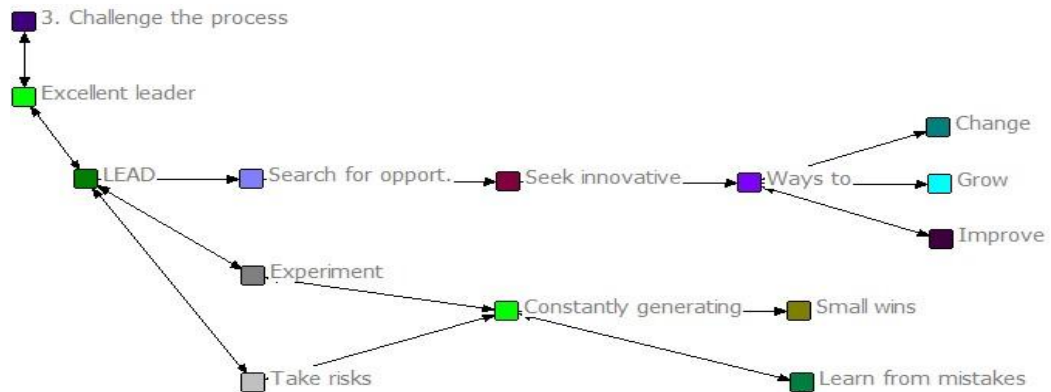 3. Challenge the process
Excellent leader
Change
LEAD
Search for opport.
Seek innovative
Ways to
Grow
Improve
Experiment
Constantly generating
Small wins
Take risks
Learn from mistakes